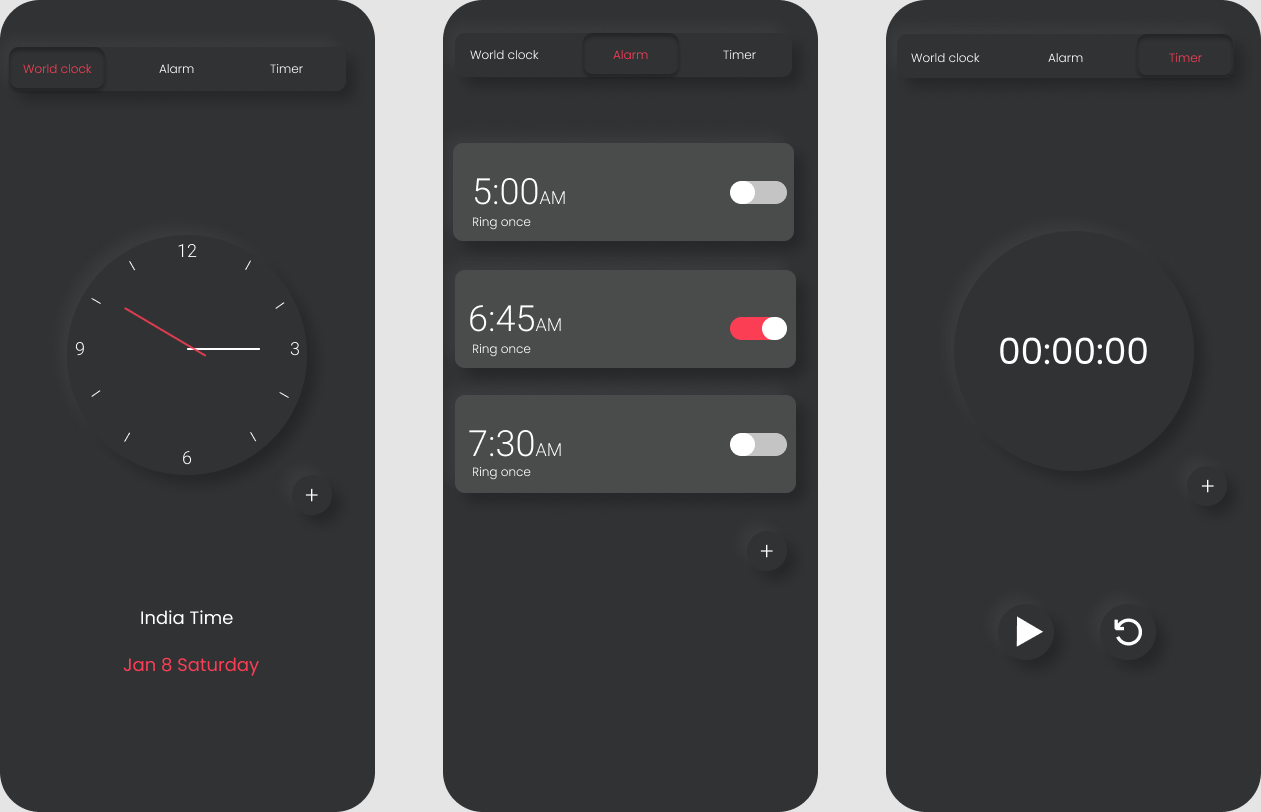 World clock Alarm Timer
12
9 3
6
+
India Time
Jan 8 Saturday
World clock Alarm Timer
5:00AM
Ring once
6:45AM
Ring once
7:30AM
Ring once
+
World clock Alarm Timer
00:00:00
+